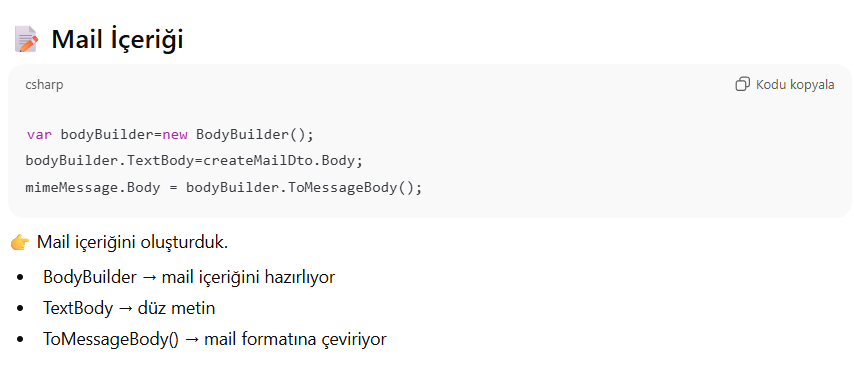 📝 Mail İçeriği
csharp
Kodu kopyala
var bodyBuilder=new BodyBuilder();
bodyBuilder.TextBody=createMailDto.Body;
mimeMessage.Body = bodyBuilder.ToMessageBody();
👉 Mail içeriğini oluşturduk.
• BodyBuilder → mail içeriğini hazırlıyor
• TextBody → düz metin
• ToMessageBody() → mail formatına çeviriyor